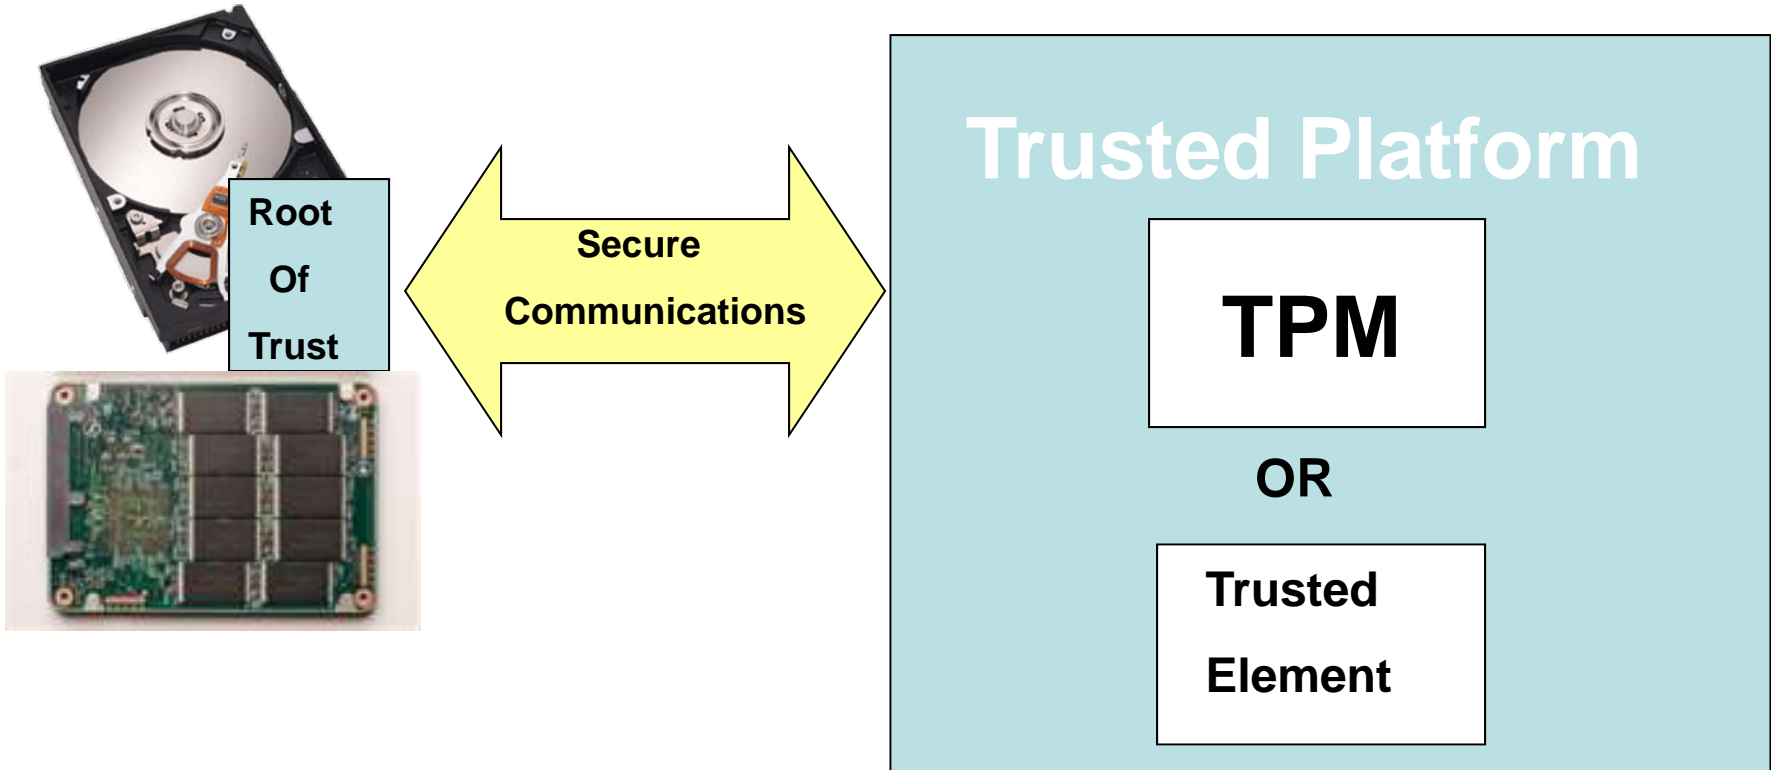 Root
Of
Trust
Secure
Communications
Trusted Platform
TPM
OR
Trusted
Element